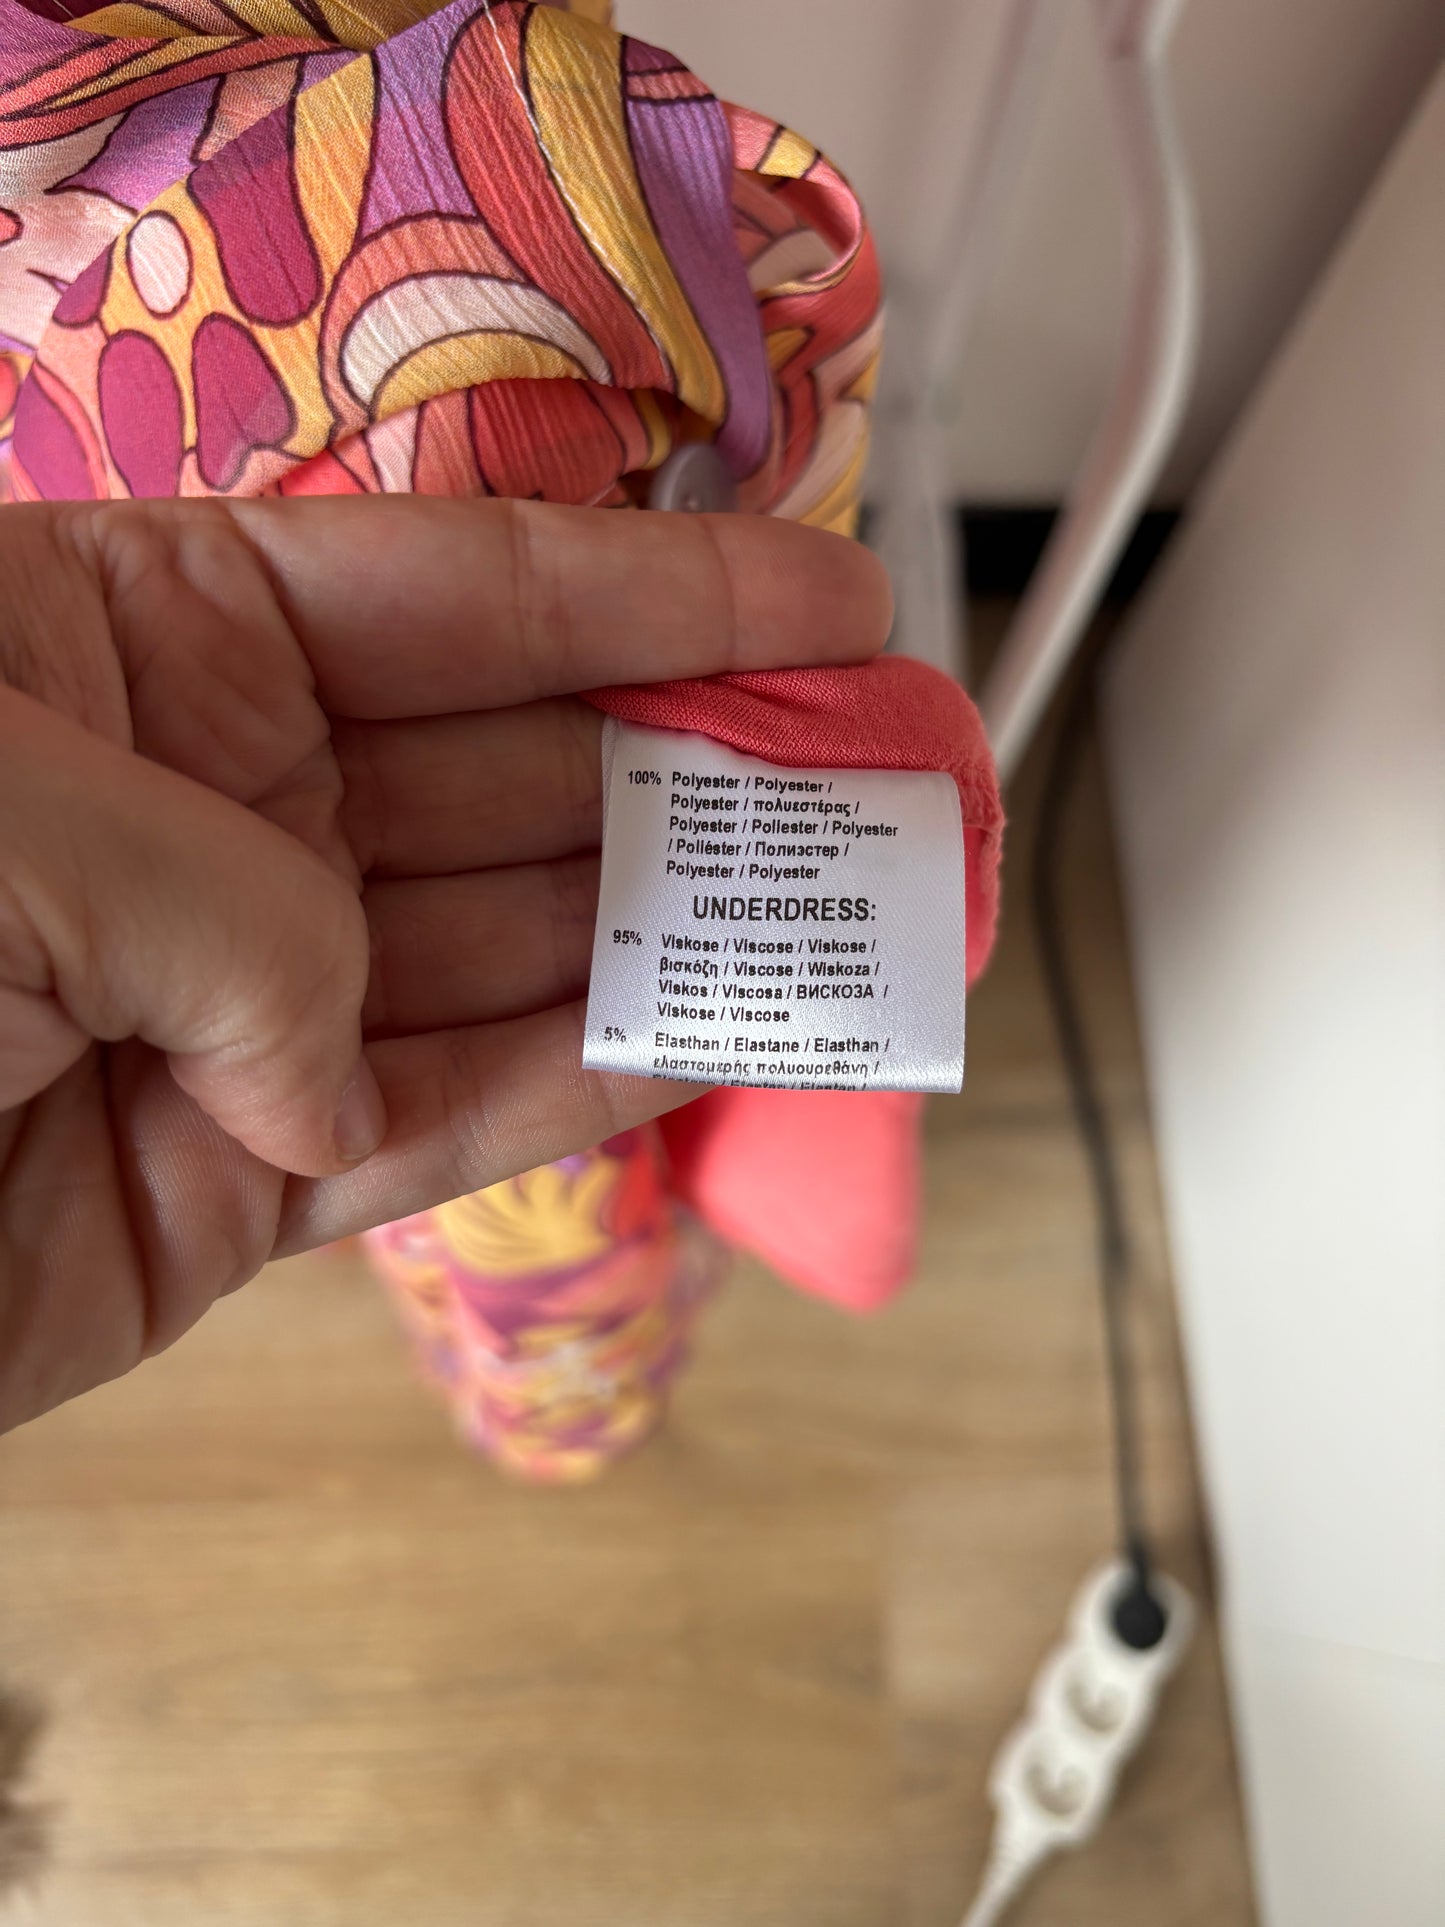 100% Polyester / Polyester /
Polyester / πολυεστέρας /
Polyester / Poliester / Polyester
/ Poliéster / Полиэстер /
Polyester / Polyester
UNDERDRESS:
95% Viskose / Viscose / Viskose /
βισκόζη / Viscose / Wiskoza /
Viskos / Viscosa / ВИСКОЗА /
Viskose / Viscose
5% Elasthan / Elastane / Elasthan /
ελαστομερής πολυουρεθάνη /